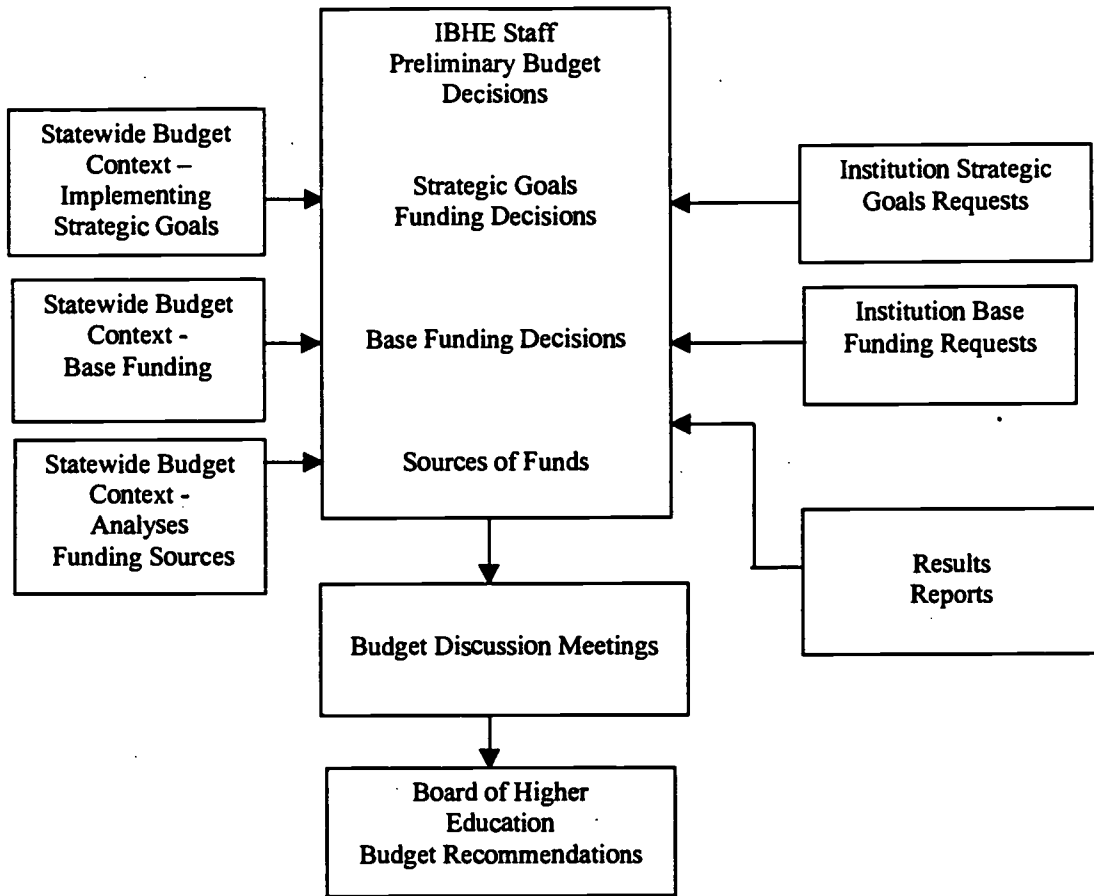 IBHE Staff
Preliminary Budget
Decisions
Statewide Budget
Context –
Implementing
Strategic Goals
Strategic Goals
Funding Decisions
Institution Strategic
Goals Requests
Statewide Budget
Context -
Base Funding
Base Funding Decisions
Institution Base
Funding Requests
Statewide Budget
Context -
Analyses
Funding Sources
Sources of Funds
Results
Reports
Budget Discussion Meetings
Board of Higher
Education
Budget Recommendations